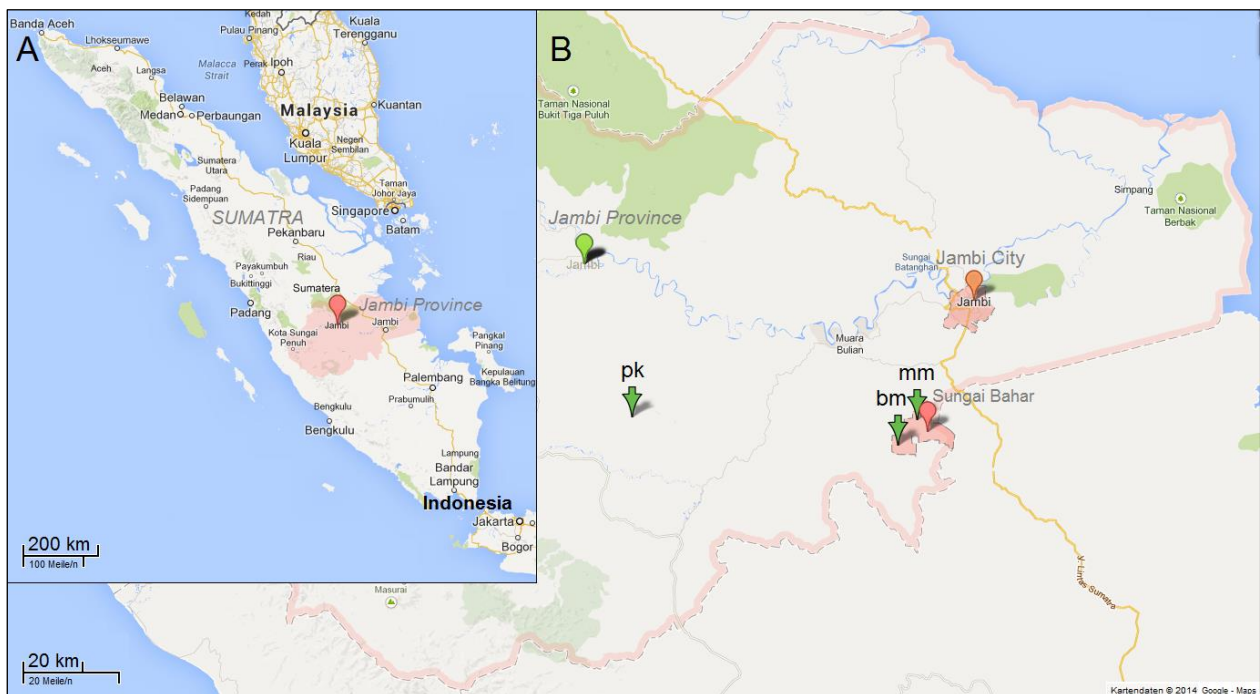 A
Banda Aceh
Lhokseumawe
Aceh
Langsa
Belawan
Medan
Perbaungan
Malacca
Strait
Kedah
Pulau Pinang
Perak
Ipoh
Kuala
Terengganu
Kuantan
Malaysia
Kuala
Lumpur
Negeri
Sembilan
Taman
Johor Jaya
Singapore
Batam
Sumatera
Utara
Padang
Sidempuan
SUMATRA
Pekanbaru
Riau
Payakumbuh
Bukittinggi
Sumatera
Padang
Jambi Province
Jambi
Jambi
Kota Sungai
Penuh
Pangkal
Pinang
Kepulauan
Bangka Belitung
Palembang
Prabumulih
Bengkulu
Bengkulu
Lampung
Bandar
Lampung
Indonesia
Jakarta
Bogor
200 km
100 Meile/n
B
Taman Nasional
Bukit Tiga Puluh
Jambi Province
Jambi
Simpang
Taman Nasional
Berbak
Sungai
Batanghari
Jambi City
Jambi
Muara
Bulian
pk
mm
bm
Sungai Bahar
Jl. Lintas Sumatra
Masurai
20 km
20 Meile/n
Kartendaten © 2014 Google - Maps